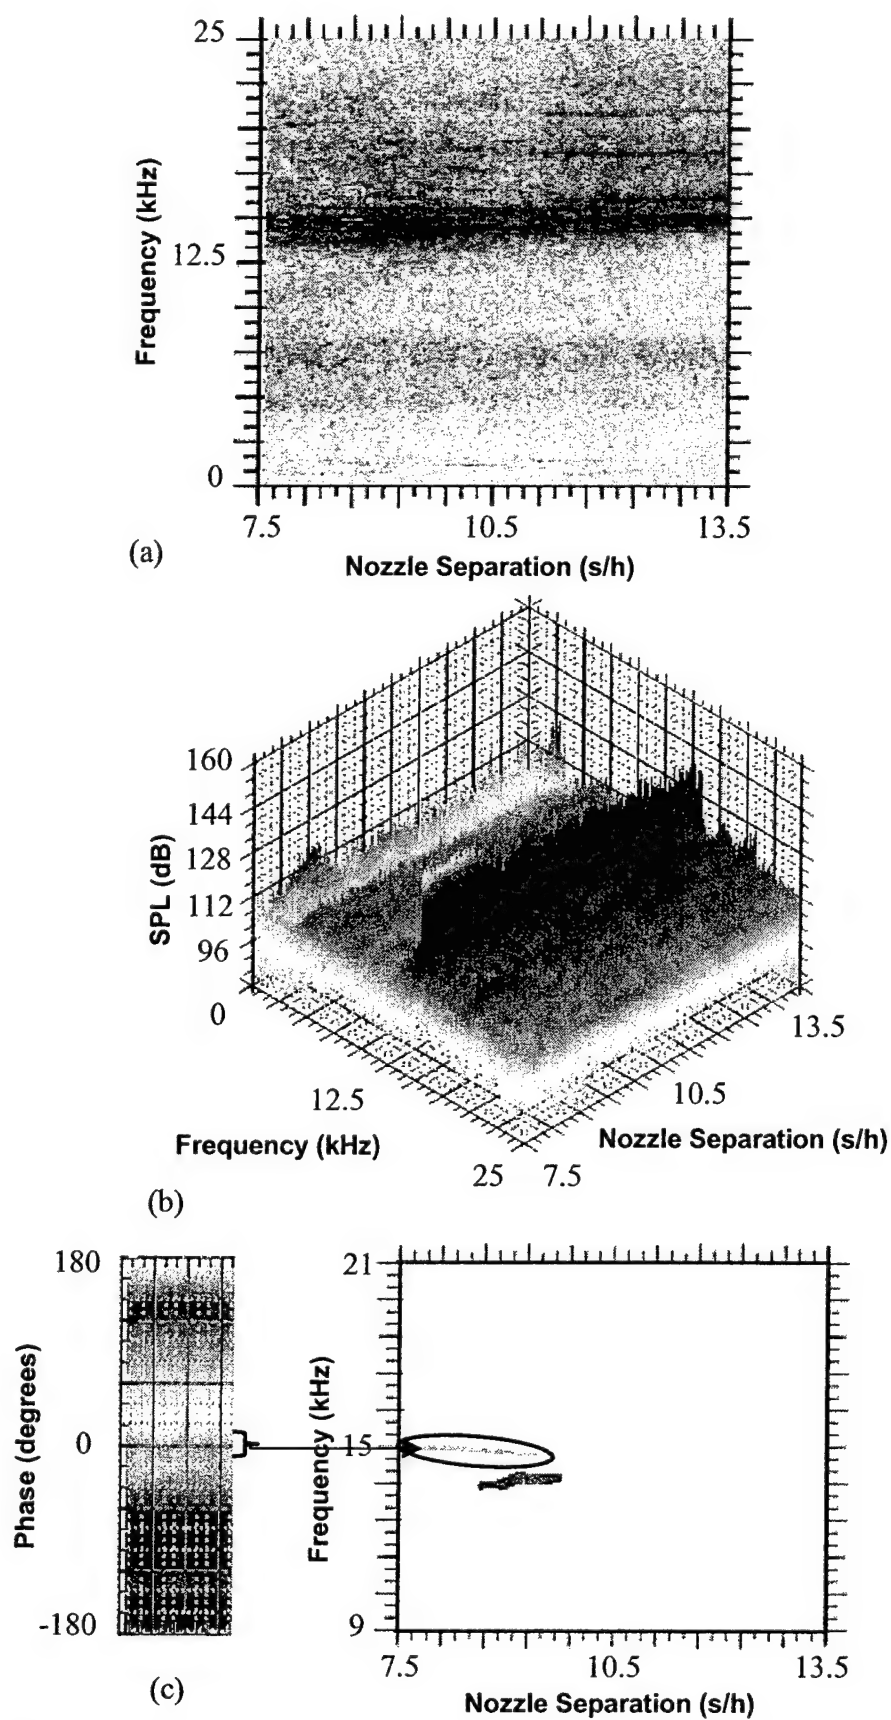 25
Frequency (kHz)
12.5
0
7.5 10.5 13.5
(a)
Nozzle Separation (s/h)
160
144
128
112
96
SPL (dB)
0
13.5
12.5
10.5
Frequency (kHz)
Nozzle Separation (s/h)
25 7.5
(b)
180
21
Phase (degrees)
Frequency (kHz)
0
15
-180
9
7.5 10.5 13.5
(c)
Nozzle Separation (s/h)